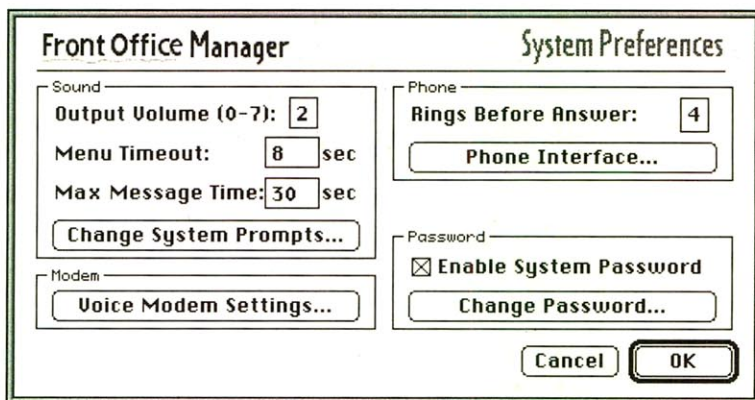 Front Office Manager
System Preferences
Sound
Output Volume (0-7): 2
Menu Timeout: 8 sec
Max Message Time: 30 sec
Change System Prompts...
Modem
Voice Modem Settings...
Phone
Rings Before Answer: 4
Phone Interface...
Password
Enable System Password
Change Password...
Cancel
OK